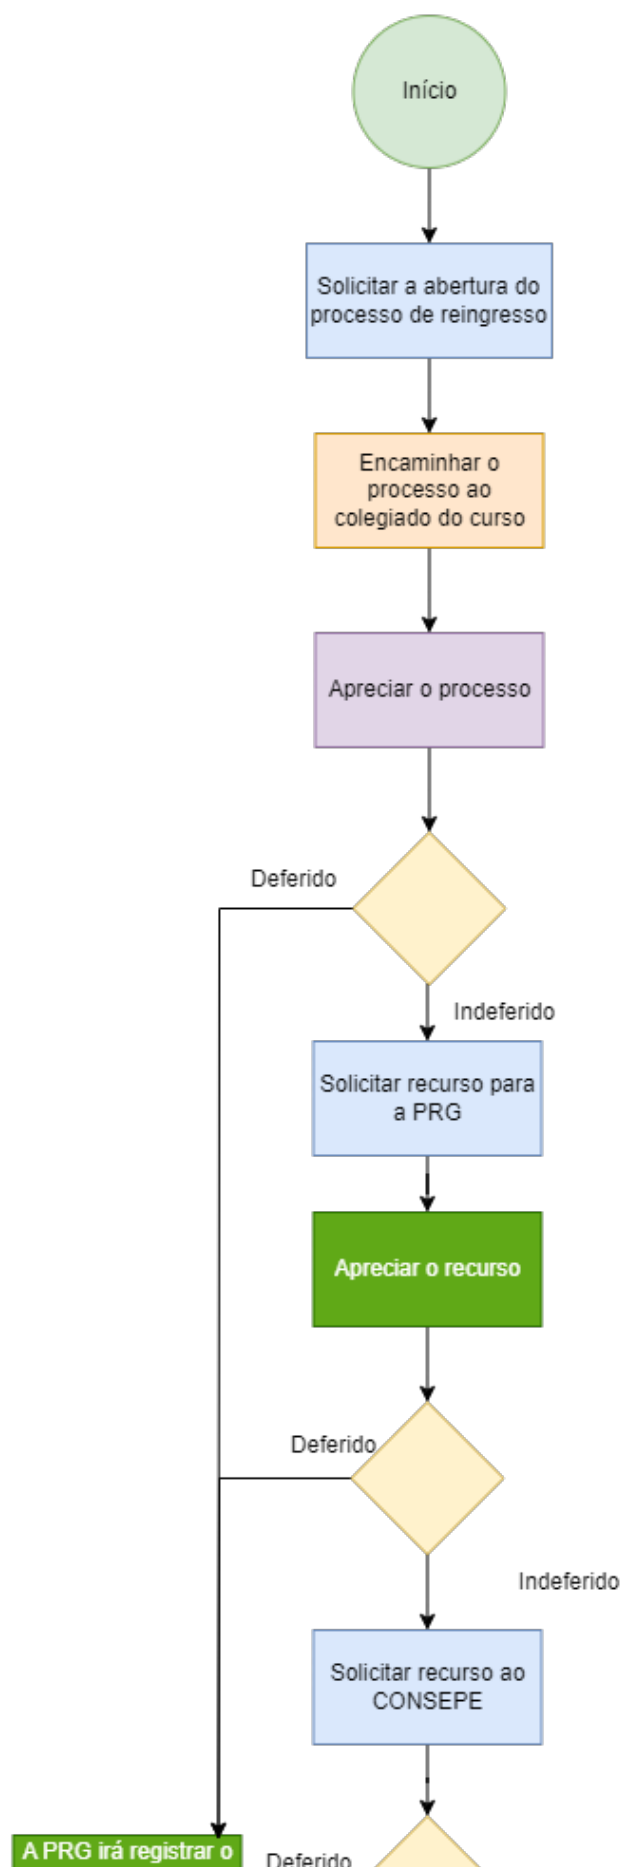 Início
Solicitar a abertura do
processo de reingresso
Encaminhar o
processo ao
colegiado do curso
Apreciar o processo
Deferido
Indeferido
Solicitar recurso para
a PRG
Apreciar o recurso
Deferido
Indeferido
Solicitar recurso ao
CONSEPE
A PRG irá registrar o
Deferido